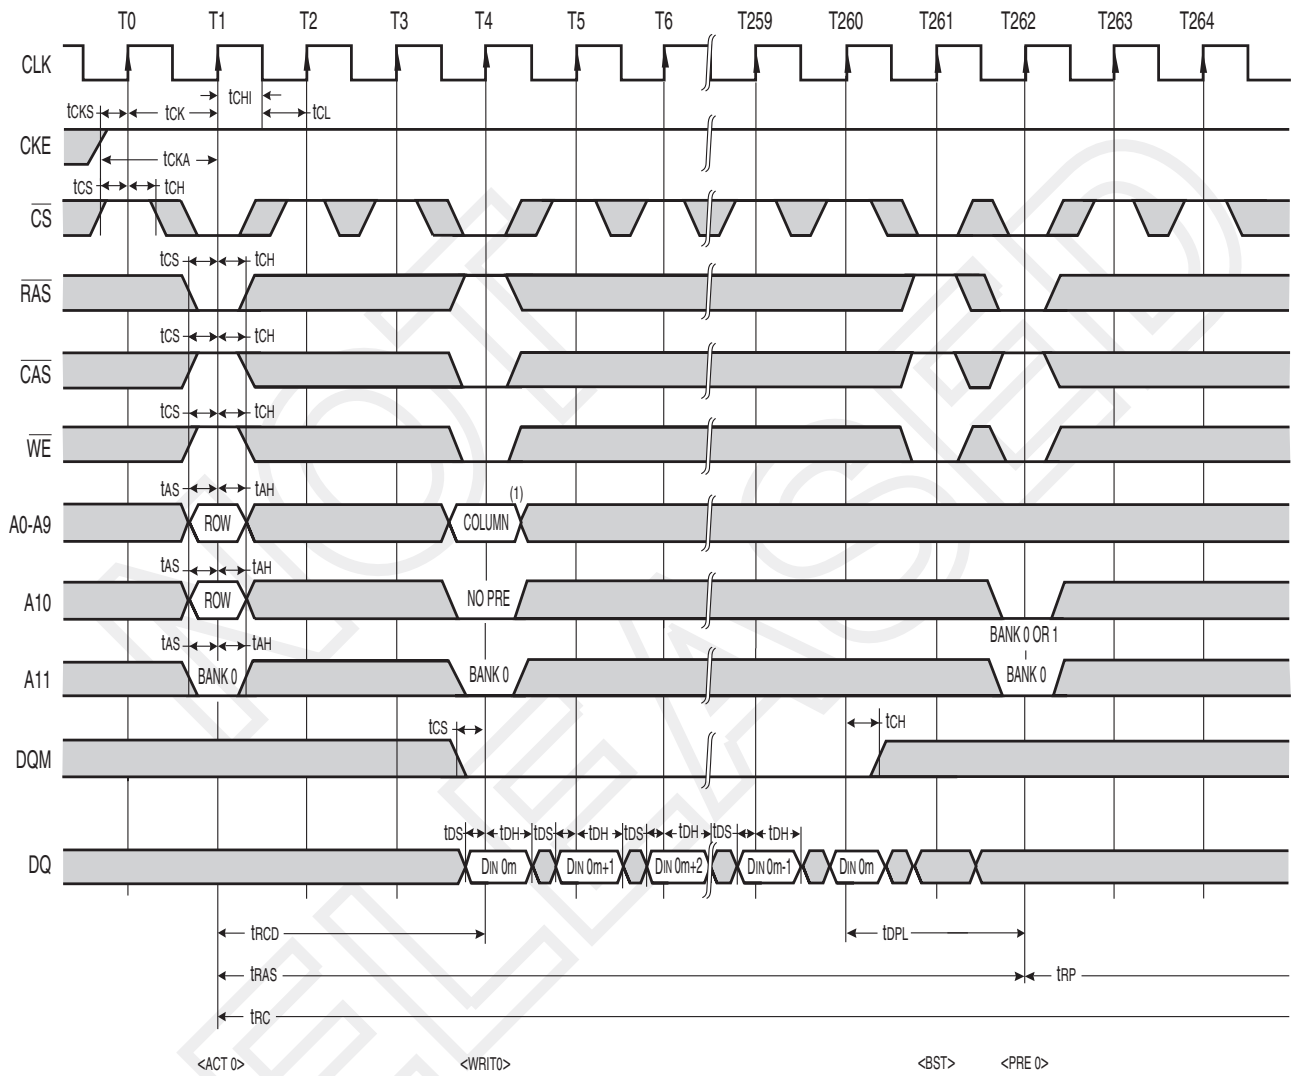 T0 T1 T2 T3 T4 T5 T6 T259 T260 T261 T262 T263 T264
CLK
tCHI
tCKS tCK tCL
CKE
tCKA
tCS tCH
CS
tCS tCH
RAS
tCS tCH
CAS
tCS tCH
WE
tAS tAH (1)
A0-A9 ROW COLUMN
tAS tAH
A10 ROW NO PRE
BANK 0 OR 1
tAS tAH
A11 BANK 0 BANK 0 BANK 0
tCS tCH
DQM
tDS tDH tDS tDH tDS tDH tDS tDH
DQ DIN 0m DIN 0m+1 DIN 0m+2 DIN 0m-1 DIN 0m
tRCD tDPL
tRAS tRP
tRC
<ACT 0> <WRIT0> <BST> <PRE 0>
NOT
RELEASED